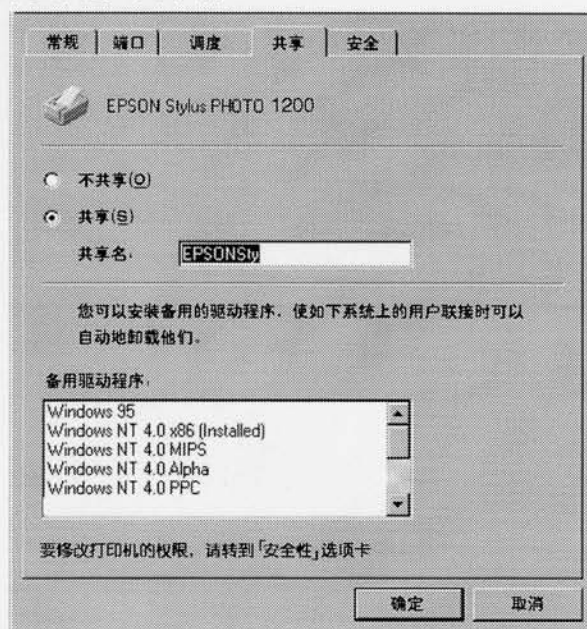 常规 端口 调度 共享 安全
EPSON Stylus PHOTO 1200
不共享(O)
共享(S)
共享名: EPSONSty
您可以安装备用的驱动程序，使如下系统上的用户联接时可以
自动地卸载他们。
备用驱动程序:
Windows 95
Windows NT 4.0 x86 (Installed)
Windows NT 4.0 MIPS
Windows NT 4.0 Alpha
Windows NT 4.0 PPC
要修改打印机的权限，请转到「安全性」选项卡
确定 取消